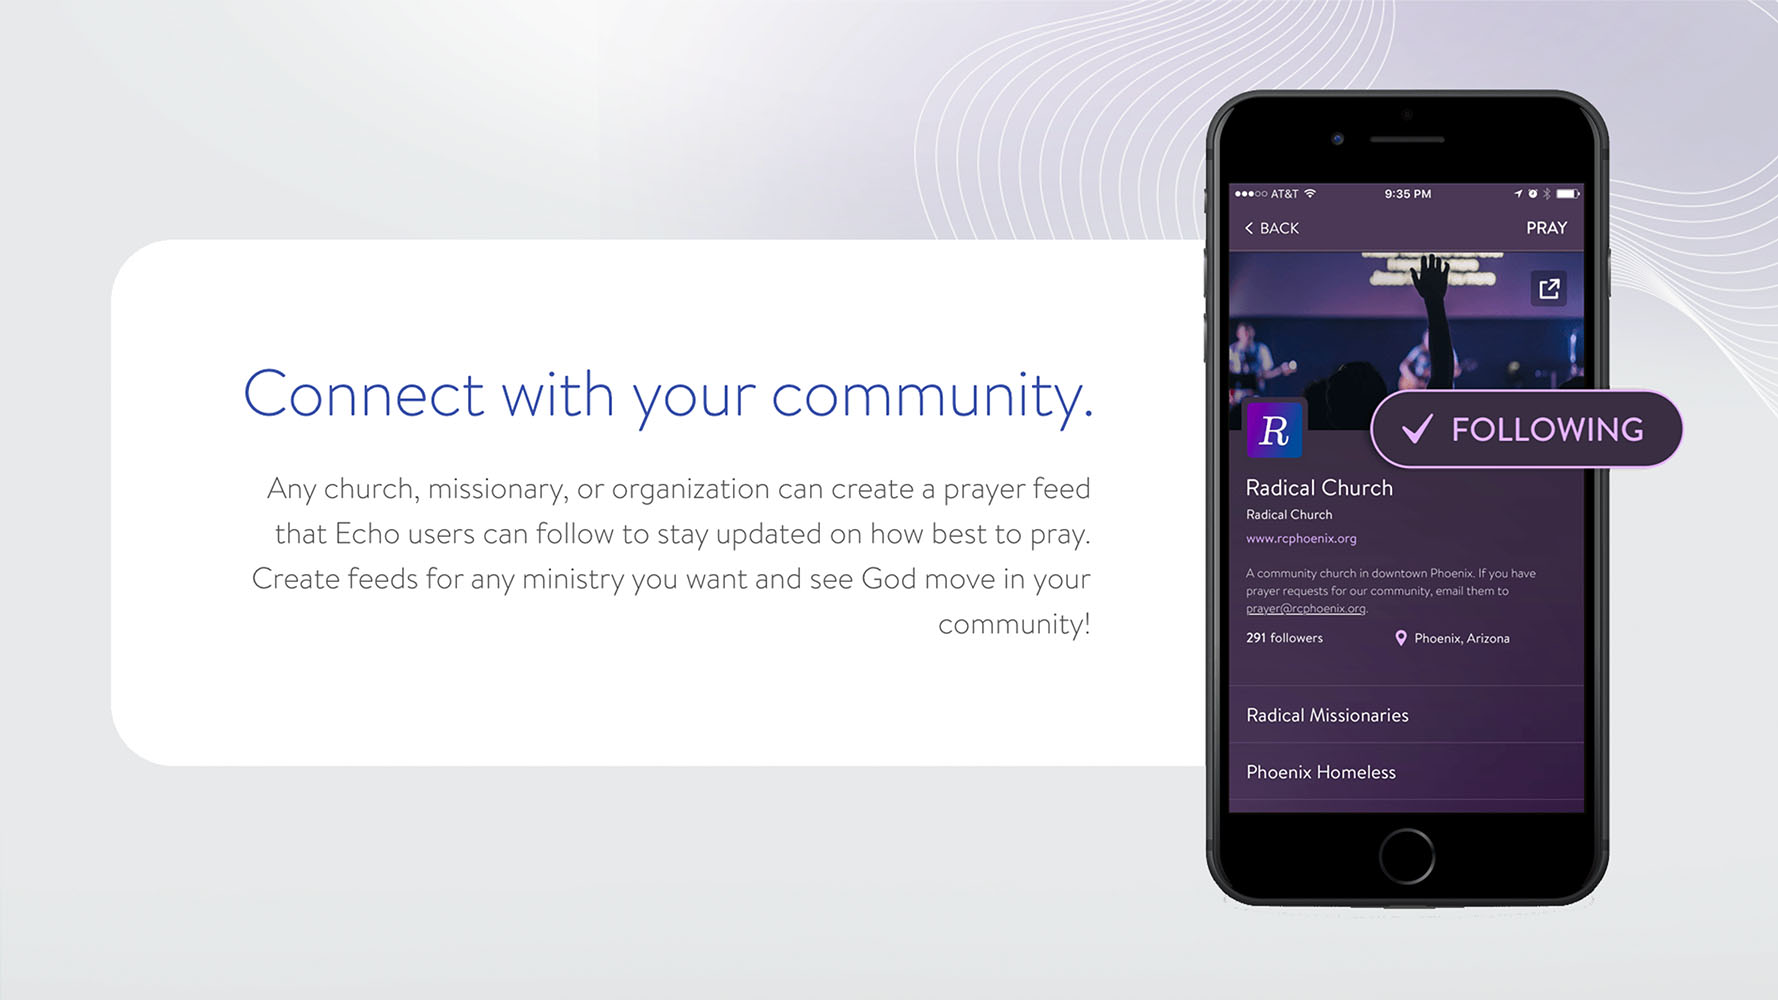 Connect with your community.
Any church, missionary, or organization can create a prayer feed
that Echo users can follow to stay updated on how best to pray.
Create feeds for any ministry you want and see God move in your
community!
AT&T 9:35 PM
BACK PRAY
FOLLOWING
R
Radical Church
Radical Church
www.rcphoenix.org
A community church in downtown Phoenix. If you have
prayer requests for our community, email them to
prayer@rcphoenix.org.
291 followers Phoenix, Arizona
Radical Missionaries
Phoenix Homeless